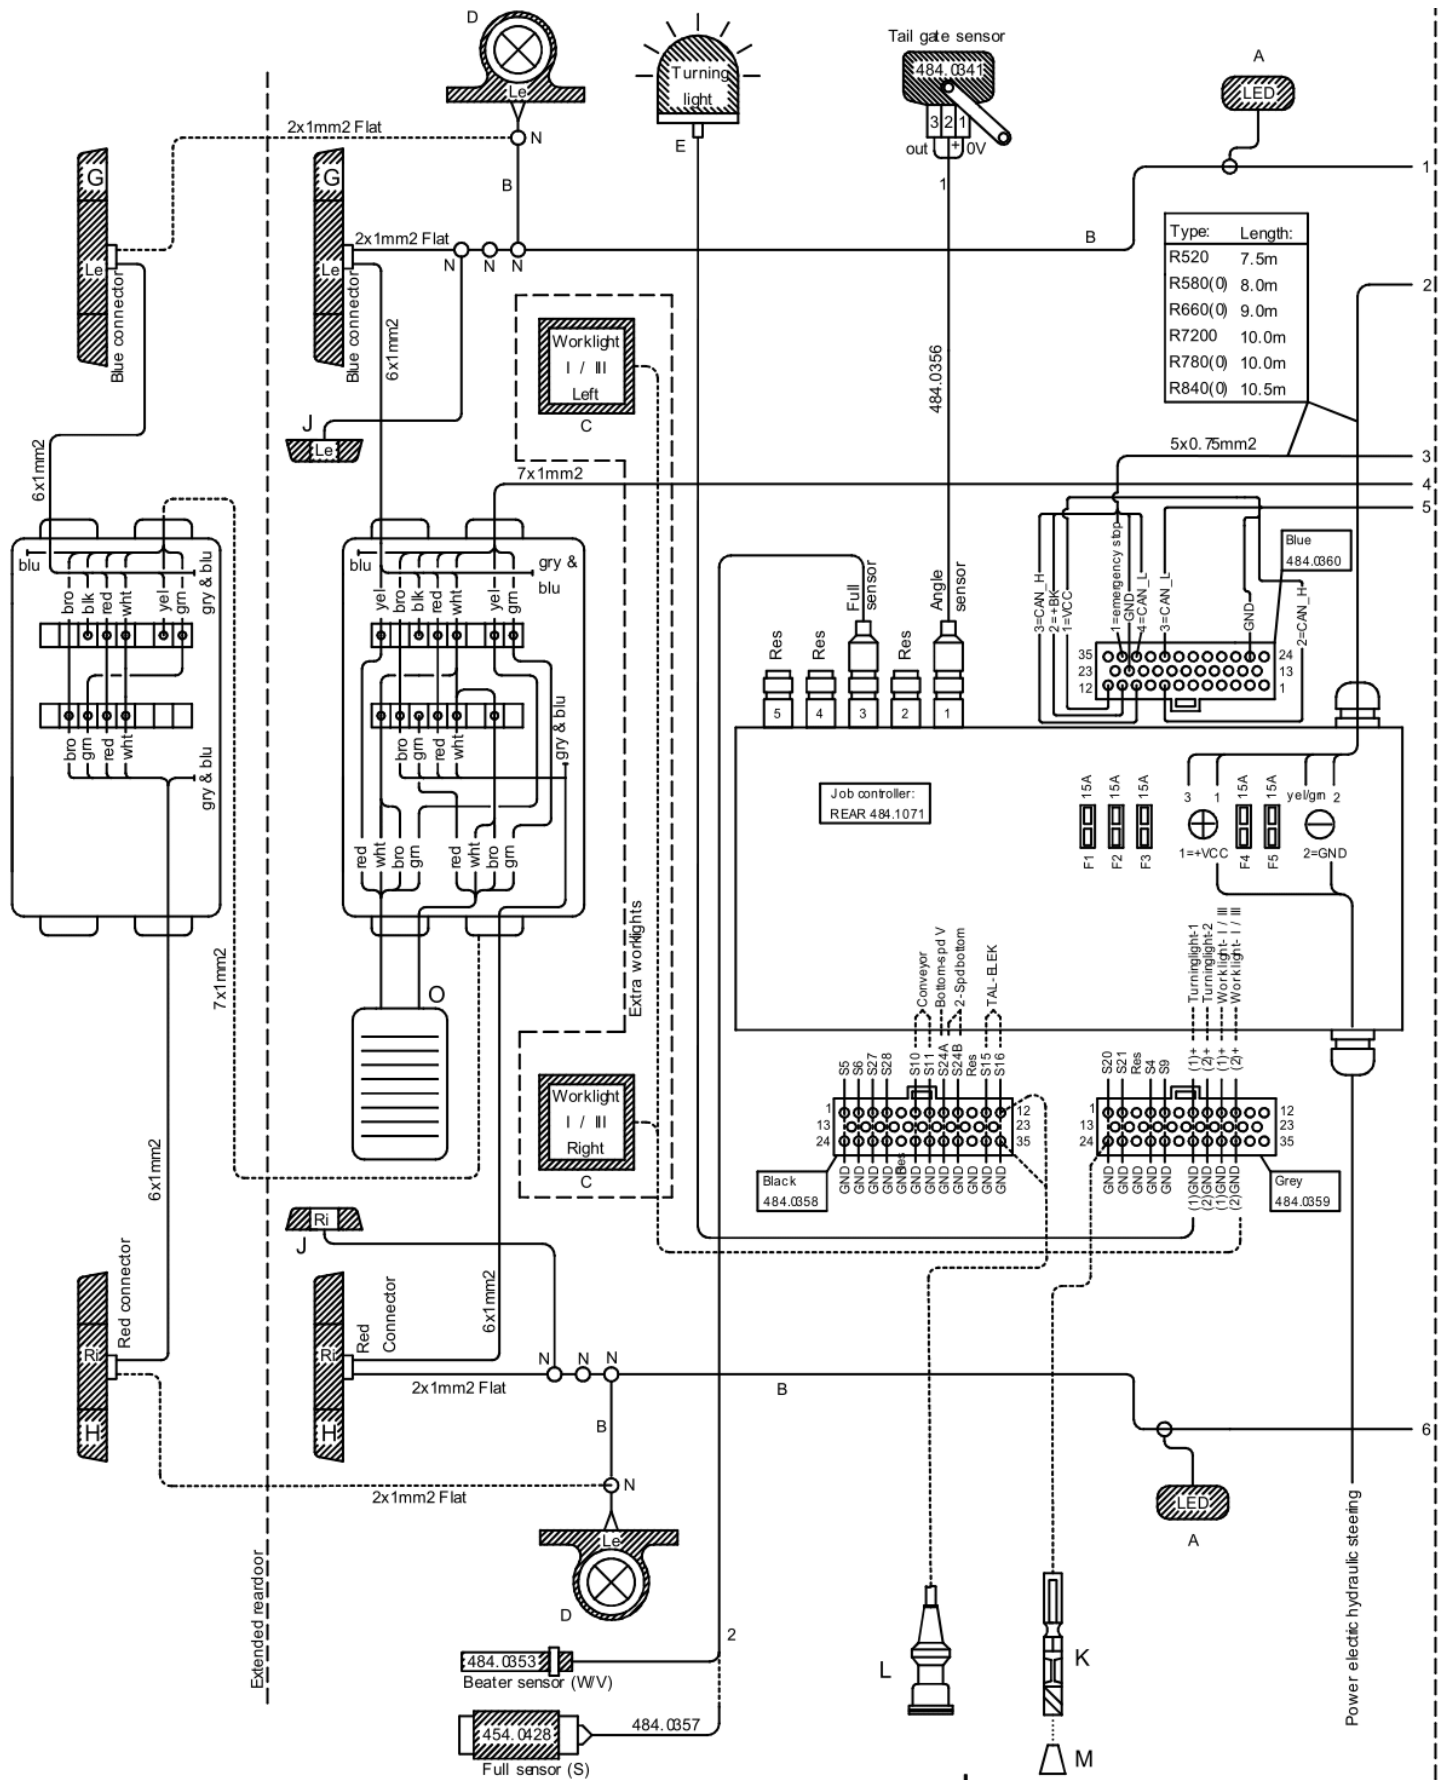 D
Le
N
2x1mm2 Flat
Turning
light
E
Tail gate sensor
484.0341
3 2 1
out + 0V
1
A
LED
1
G
Le
Blue connector
G
Le
Blue connector
2x1mm2 Flat
B
N N N
B
6x1mm2
J
Le
Worklight
I / III
Left
C
484.0356
Type: Length:
R520 7.5m
R580(0) 8.0m
R660(0) 9.0m
R7200 10.0m
R780(0) 10.0m
R840(0) 10.5m
2
5x0.75mm2
3
7x1mm2
4
5
6x1mm2
blu
bro
blk
red
wht
yel
grn
gry & blu
bro
grn
red
wht
gry & blu
yel
bro
blk
red
wht
yel
grn
gry &
blu
blu
bro
grn
red
wht
gry & blu
red
wht
bro
grn
red
wht
bro
grn
Full
sensor
Angle
sensor
Res
Res
Res
5 4 3 2 1
3=CAN_H
2=+BK
1=VCC
1=emergency stop
GND
4=CAN_L
3=CAN_L
GND
2=CAN_H
Blue
484.0360
35 24
23 13
12 1
Job controller:
REAR 484.1071
15A
15A
15A
F1
F2
F3
3 1
1=+VCC
15A
15A
F4
F5
yel/grn 2
2=GND
7x1mm2
O
Extra worklights
Worklight
I / III
Right
C
Conveyor
Bottom-spd V
2-Spdbottom
TAL-ELEK
S5
S6
S27
S28
S10
S11
S24A
S24B
Res
S15
S16
1 12
13 23
24 35
GND
GND
GND
GND
GND
Res
GND
GND
GND
GND
GND
GND
GND
Black
484.0358
Turninglight-1
Turninglight-2
Worklight- I / III
Worklight- I / III
S20
S21
Res
S4
S9
(1)+
(2)+
(1)+
(2)+
1 12
13 23
24 35
GND
GND
GND
GND
GND
(1)GND
(2)GND
(1)GND
(2)GND
Grey
484.0359
6x1mm2
Ri
J
Red connector
Ri
H
Red
Connector
Ri
H
6x1mm2
N N N
2x1mm2 Flat
B
B
6
N
2x1mm2 Flat
Le
D
LED
A
Extended reardoor
Power electric hydraulic steering
484.0353
Beater sensor (W/V)
2
454.0428
484.0357
Full sensor (S)
L
K
M